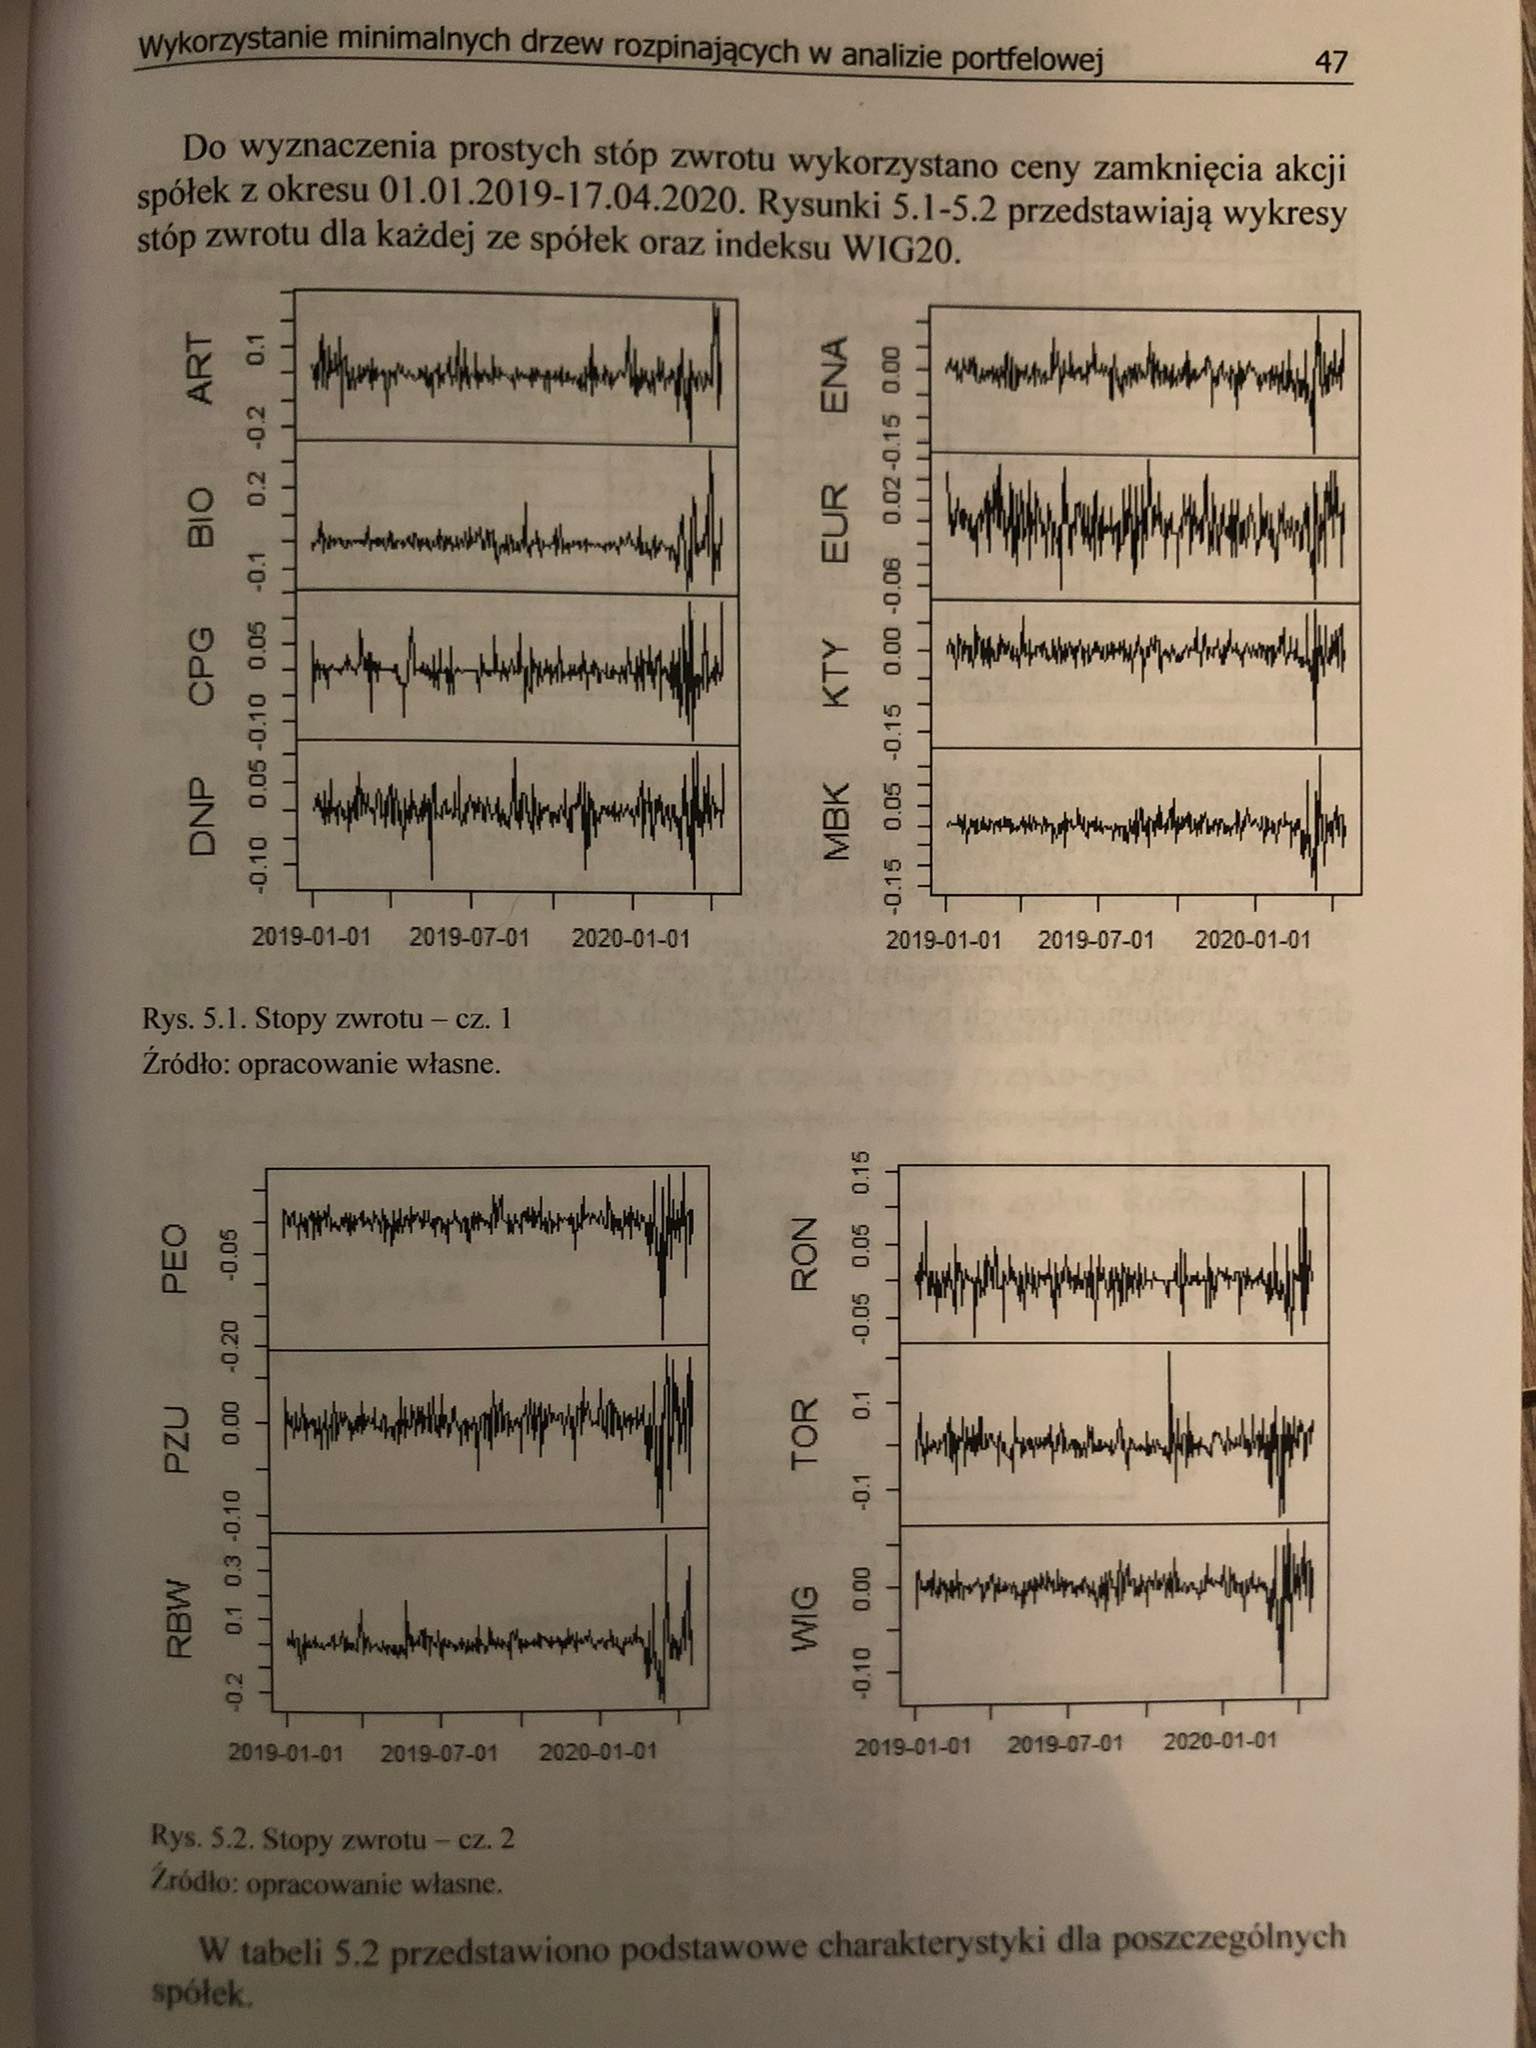 Wykorzystanie minimalnych drzew rozpinających w analizie portfelowej 47
Do wyznaczenia prostych stóp zwrotu wykorzystano ceny zamknięcia akcji
spółek z okresu 01.01.2019-17.04.2020. Rysunki 5.1-5.2 przedstawiają wykresy
stóp zwrotu dla każdej ze spółek oraz indeksu WIG20.
ART
0.1
-0.2
BIO
0.2
-0.1
CPG
0.05
-0.10
DNP
0.05
-0.10
2019-01-01 2019-07-01 2020-01-01
ENA
0.00
-0.15
EUR
0.02
-0.06
KTY
0.00
-0.15
MBK
0.05
-0.15
2019-01-01 2019-07-01 2020-01-01
Rys. 5.1. Stopy zwrotu – cz. 1
Źródło: opracowanie własne.
PEO
-0.05
-0.20
PZU
0.00
-0.10
RBW
0.3
0.1
-0.2
2019-01-01 2019-07-01 2020-01-01
RON
0.15
0.05
-0.05
TOR
0.1
-0.1
WIG
0.00
-0.10
2019-01-01 2019-07-01 2020-01-01
Rys. 5.2. Stopy zwrotu – cz. 2
Źródło: opracowanie własne.
W tabeli 5.2 przedstawiono podstawowe charakterystyki dla poszczególnych
spółek.